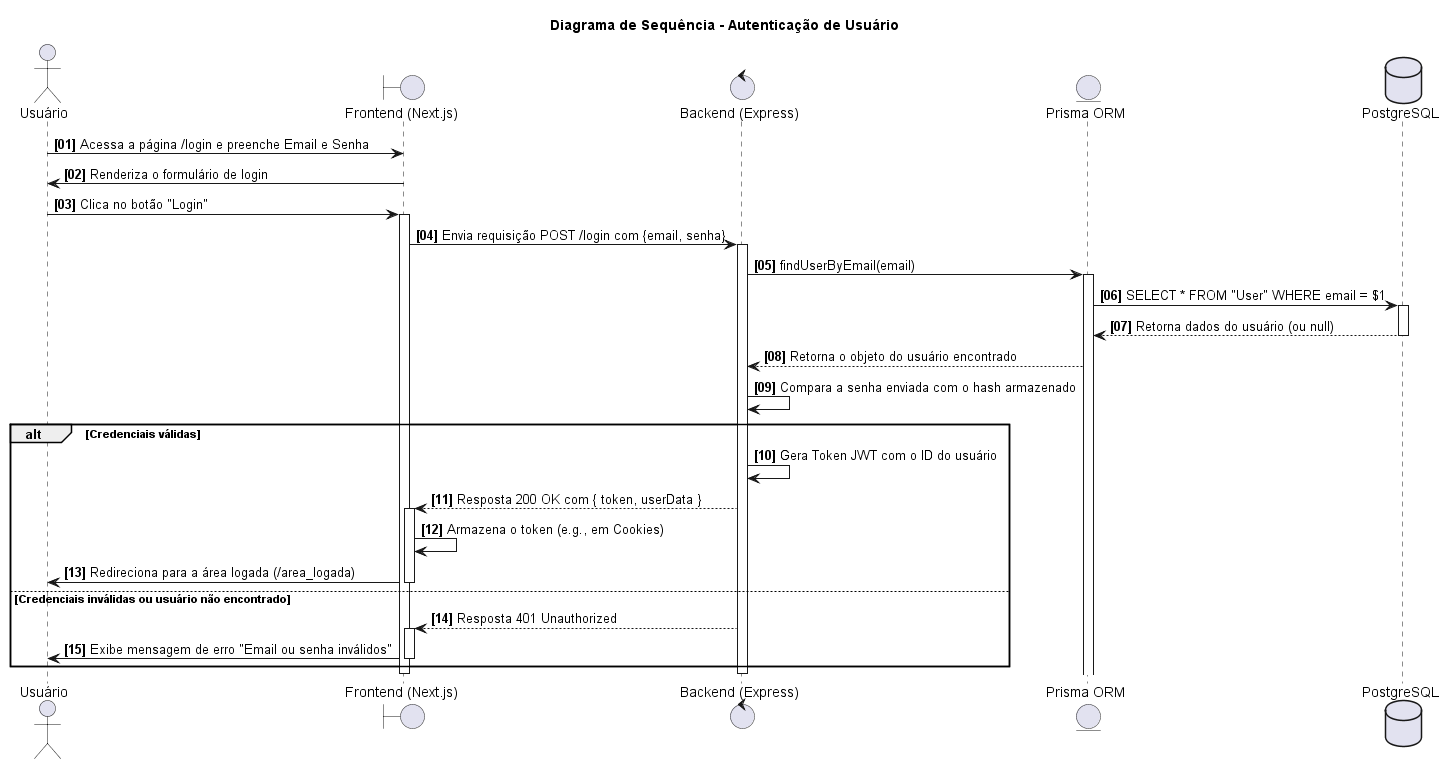 Diagrama de Sequência - Autenticação de Usuário
Usuário
Frontend (Next.js)
Backend (Express)
Prisma ORM
PostgreSQL
[01] Acessa a página /login e preenche Email e Senha
[02] Renderiza o formulário de login
[03] Clica no botão "Login"
[04] Envia requisição POST /login com {email, senha}
[05] findUserByEmail(email)
[06] SELECT * FROM "User" WHERE email = $1
[07] Retorna dados do usuário (ou null)
[08] Retorna o objeto do usuário encontrado
[09] Compara a senha enviada com o hash armazenado
alt [Credenciais válidas]
[10] Gera Token JWT com o ID do usuário
[11] Resposta 200 OK com { token, userData }
[12] Armazena o token (e.g., em Cookies)
[13] Redireciona para a área logada (/area_logada)
[Credenciais inválidas ou usuário não encontrado]
[14] Resposta 401 Unauthorized
[15] Exibe mensagem de erro "Email ou senha inválidos"
Usuário
Frontend (Next.js)
Backend (Express)
Prisma ORM
PostgreSQL